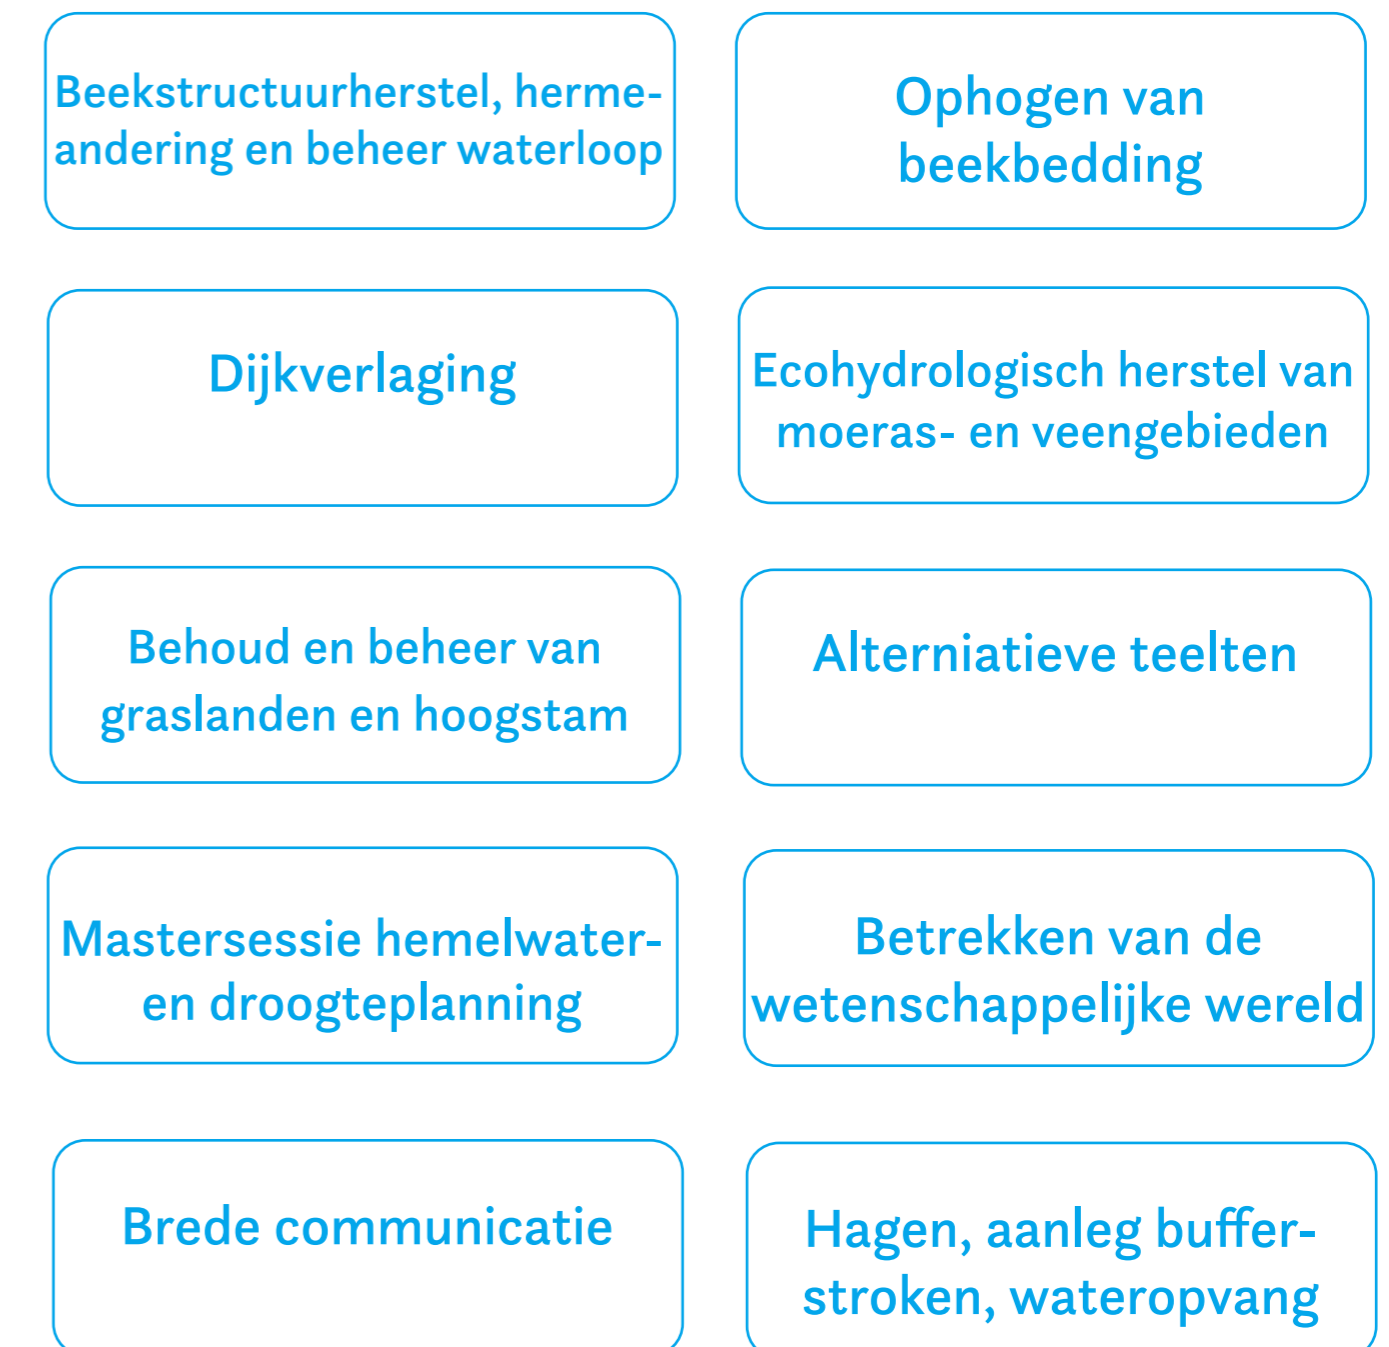 Beekstructuurherstel, herme-
andering en beheer waterloop
Ophogen van
beekbedding
Dijkverlaging
Ecohydrologisch herstel van
moeras- en veengebieden
Behoud en beheer van
graslanden en hoogstam
Alterniatieve teelten
Mastersessie hemelwater-
en droogteplanning
Betrekken van de
wetenschappelijke wereld
Brede communicatie
Hagen, aanleg buffer-
stroken, wateropvang